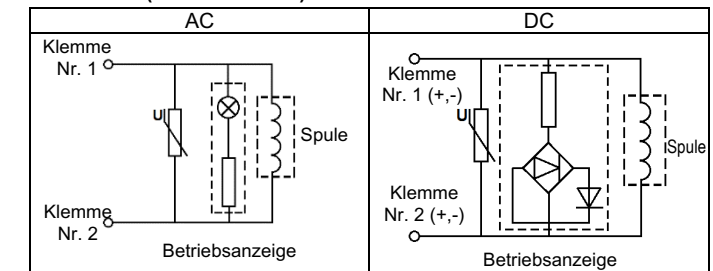 AC
DC
Klemme
Nr. 1
U
Spule
Klemme
Nr. 2
Betriebsanzeige
Klemme
Nr. 1 (+,-)
U
Spule
Klemme
Nr. 2 (+,-)
Betriebsanzeige